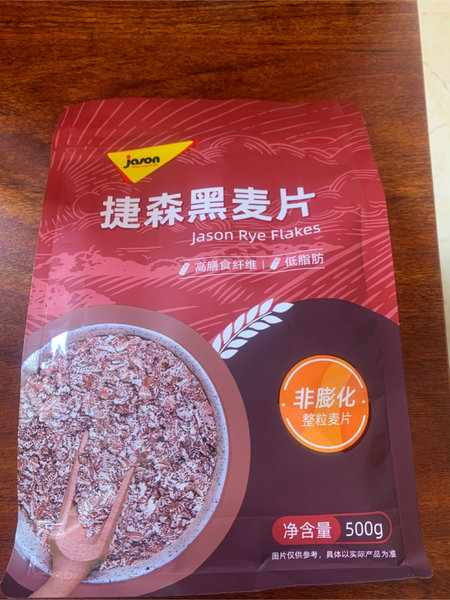 jason
捷森黑麦片
Jason Rye Flakes
高膳食纤维 | 低脂肪
非膨化
整粒麦片
净含量 500g
图片仅供参考，具体以实际产品为准